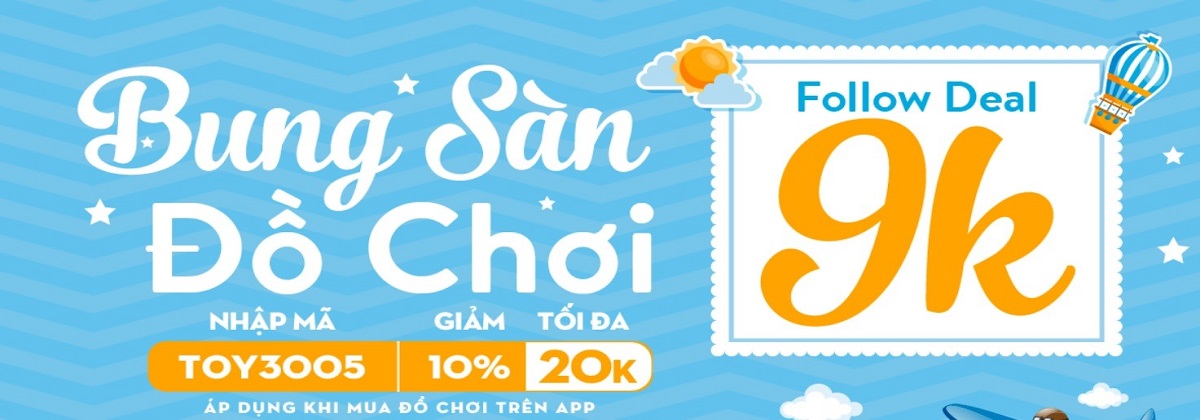 Bung Sàn
Đồ Chơi
NHẬP MÃ GIẢM TỐI ĐA
TOY3005 10% 20K
ÁP DỤNG KHI MUA ĐỒ CHƠI TRÊN APP
Follow Deal
9k